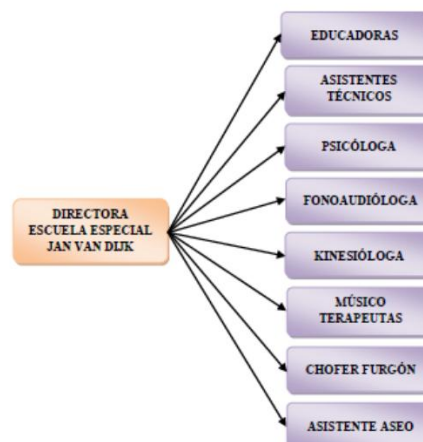 DIRECTORA
ESCUELA ESPECIAL
JAN VAN DIJK
EDUCADORAS
ASISTENTES
TÉCNICOS
PSICÓLOGA
FONOAUDIÓLOGA
KINESIÓLOGA
MÚSICO
TERAPEUTAS
CHOFER FURGÓN
ASISTENTE ASEO